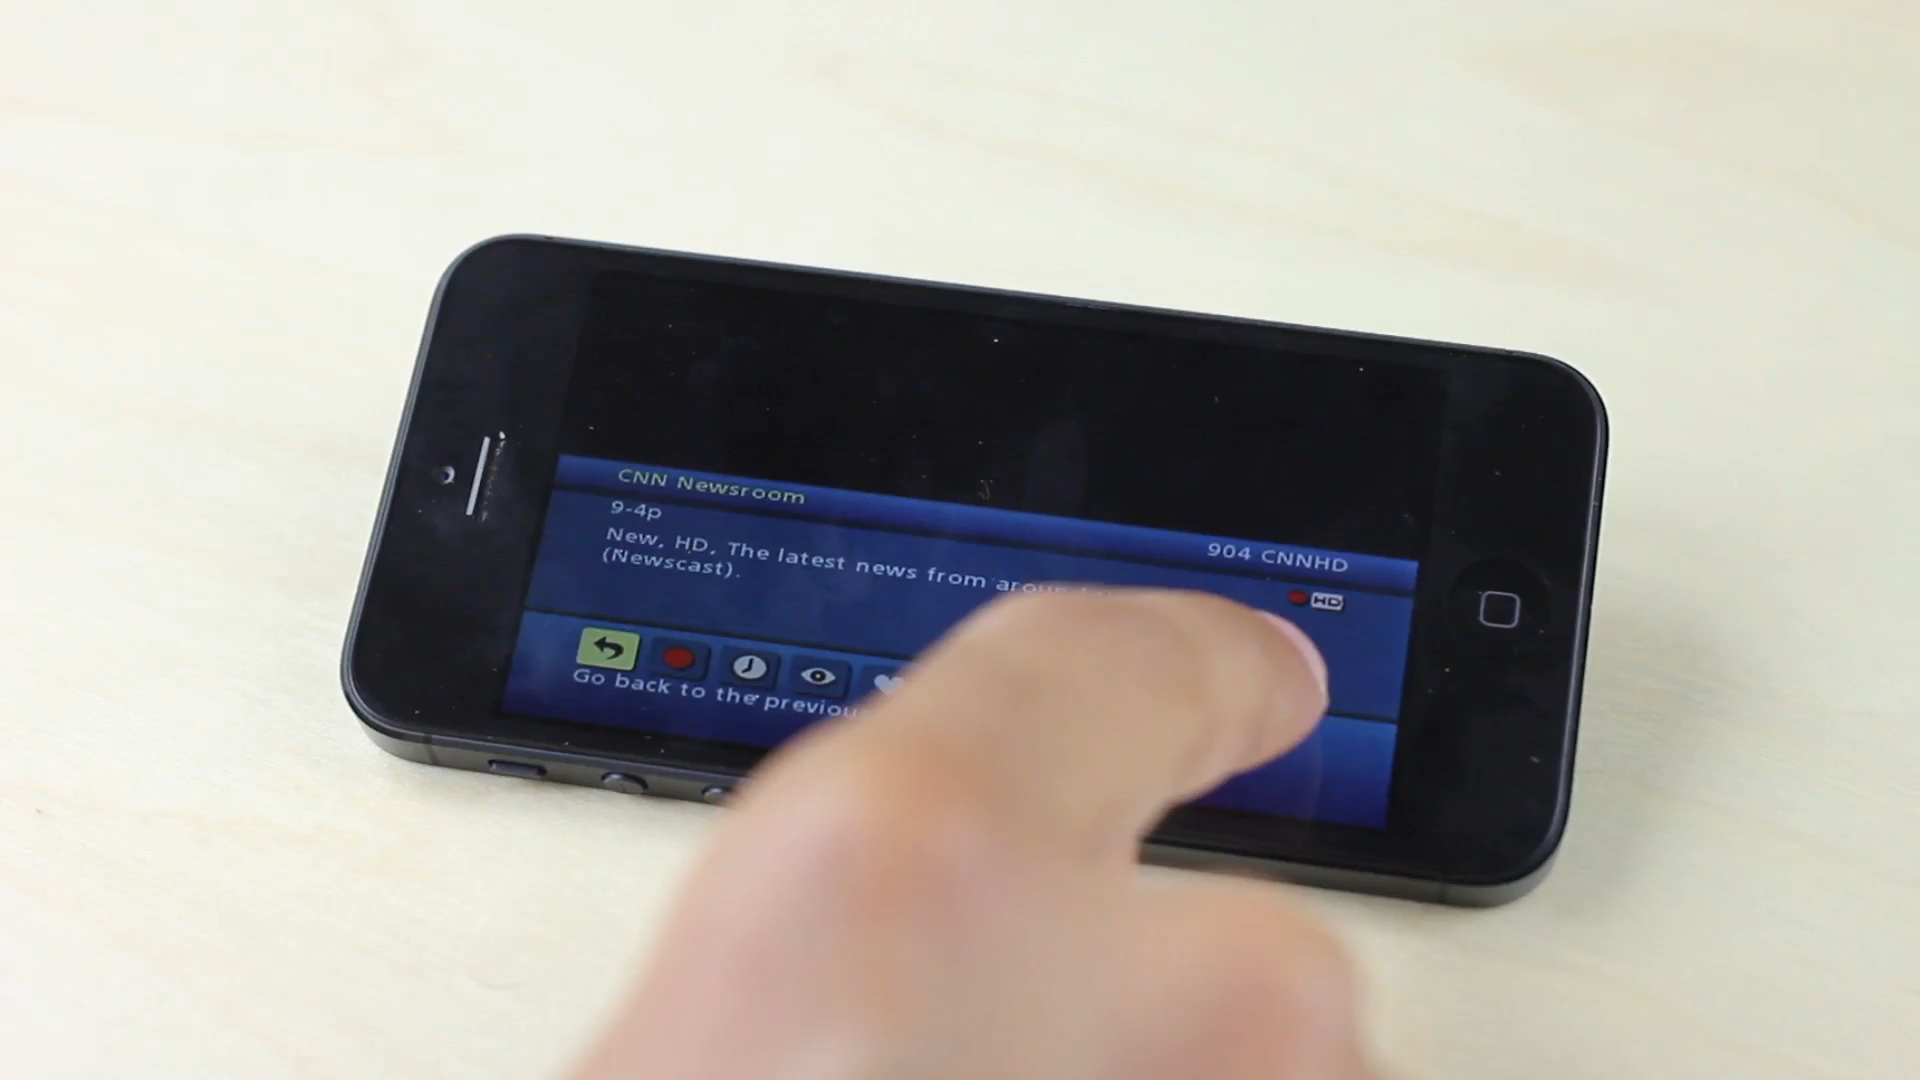 CNN Newsroom
904 CNNHD
9-4p
New, HD, The latest news from
(Newscast).
HD
Go back to the